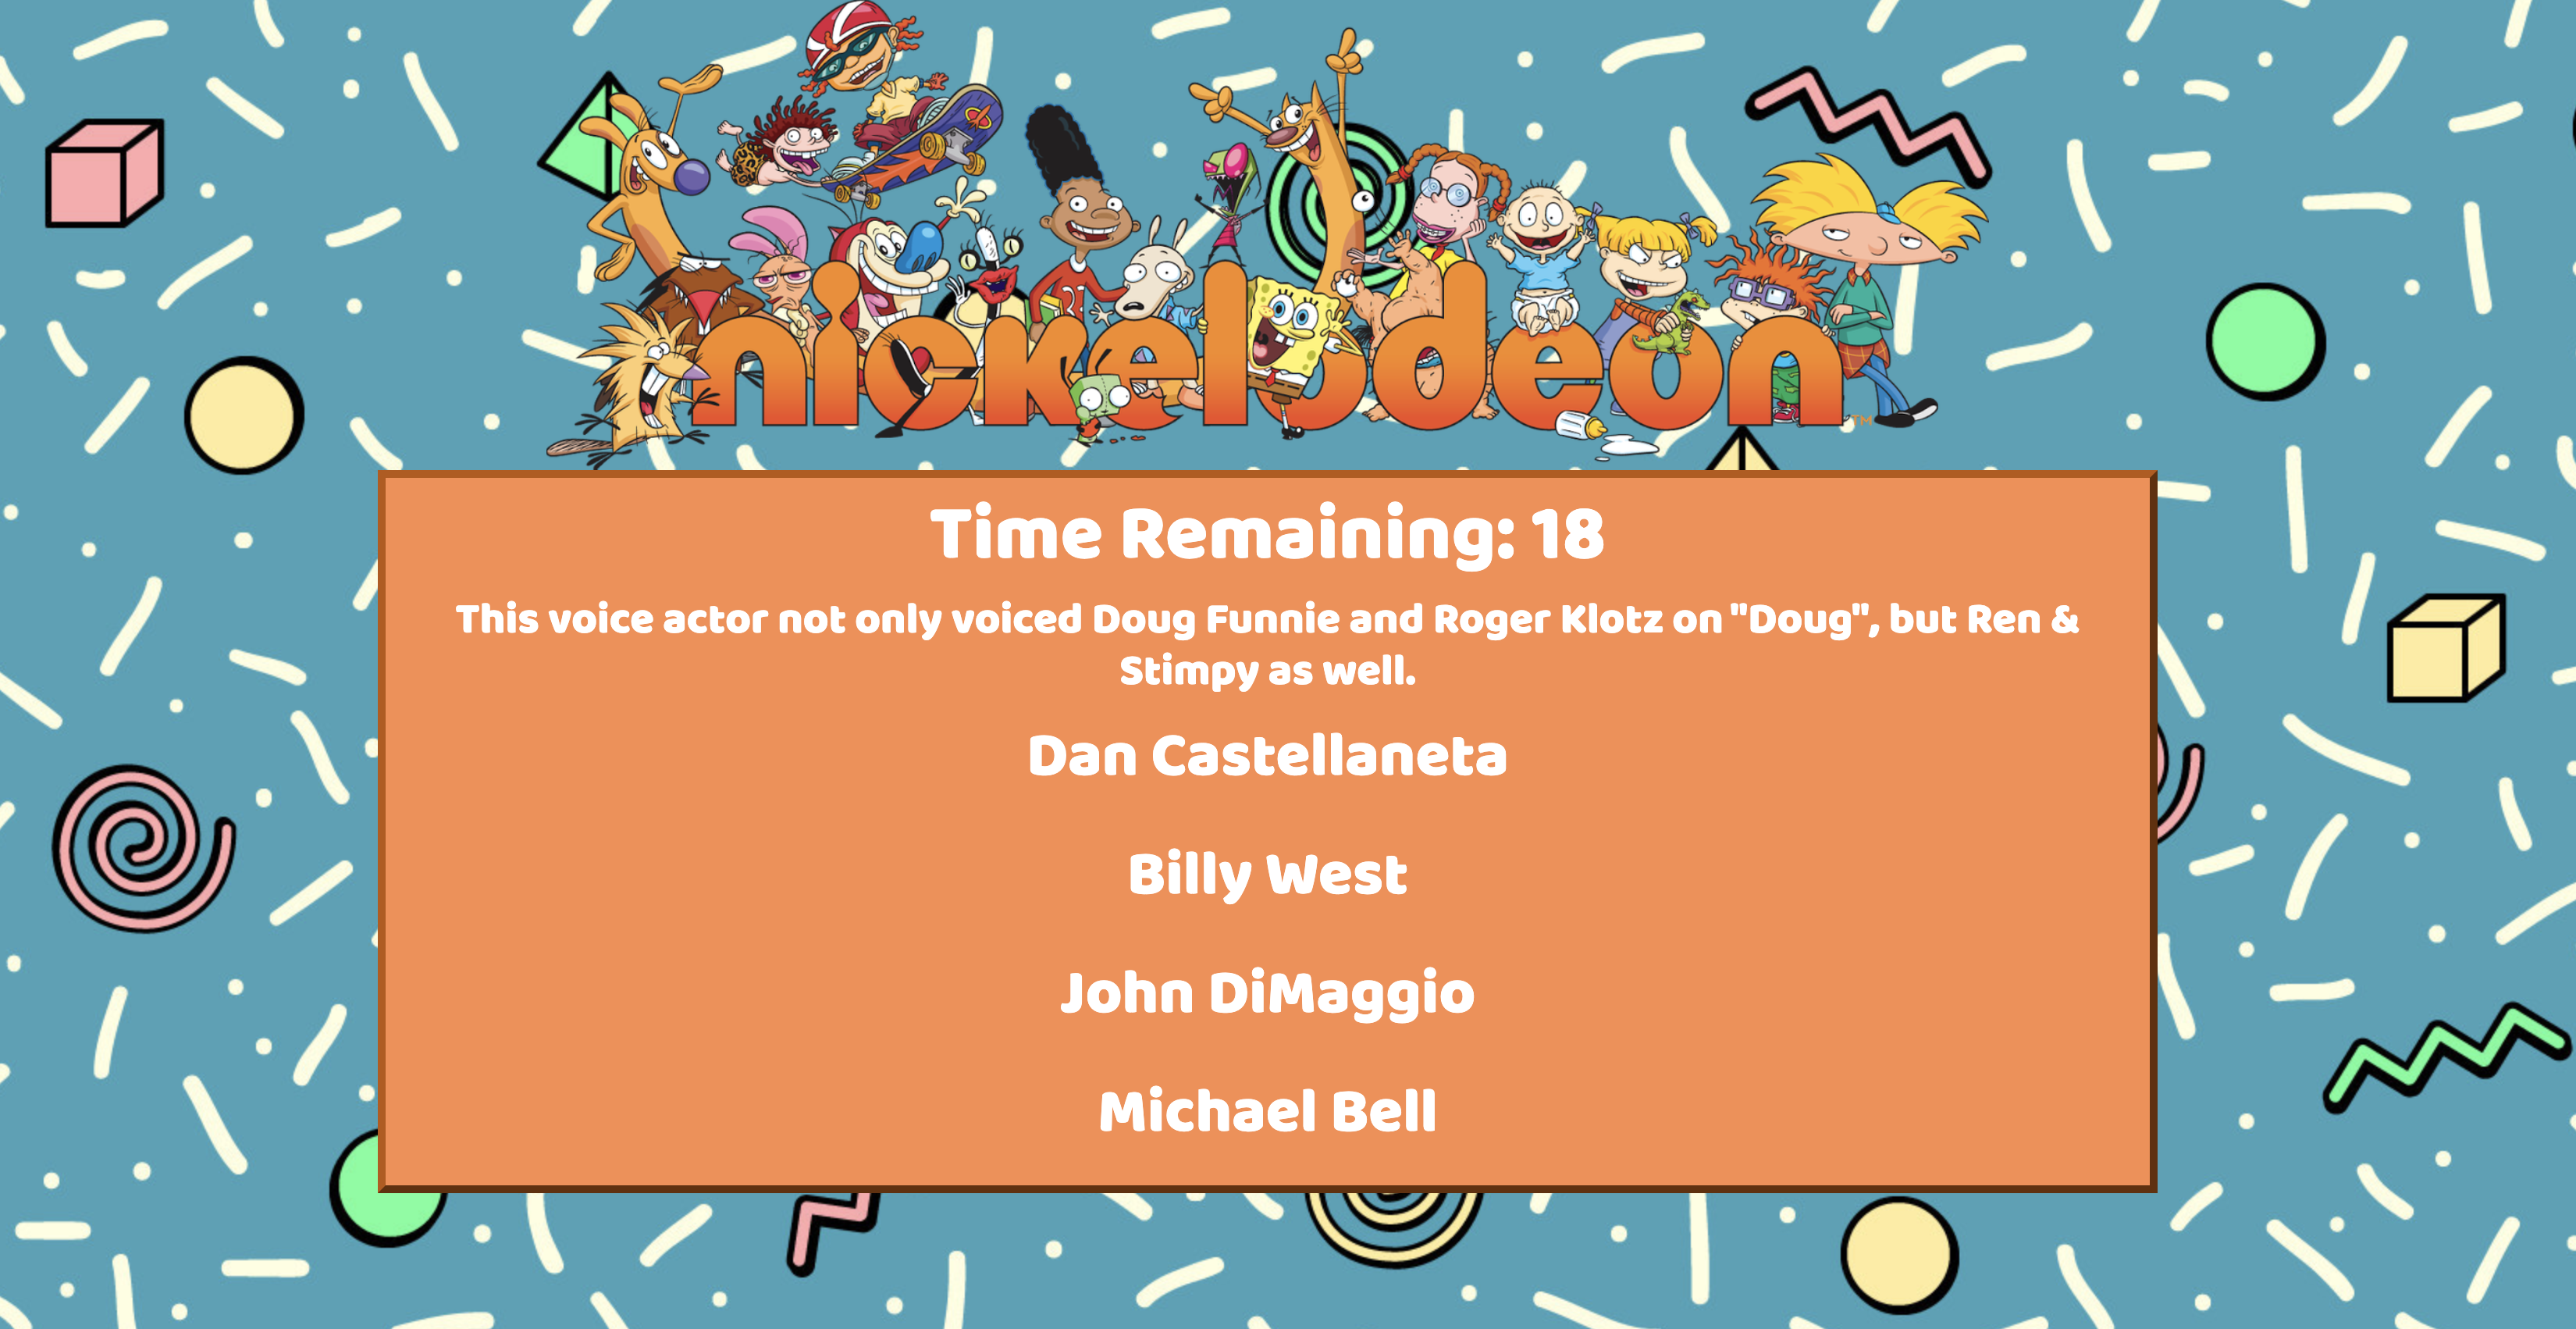 nickelodeon TM
Time Remaining: 18
This voice actor not only voiced Doug Funnie and Roger Klotz on "Doug", but Ren &
Stimpy as well.
Dan Castellaneta
Billy West
John DiMaggio
Michael Bell